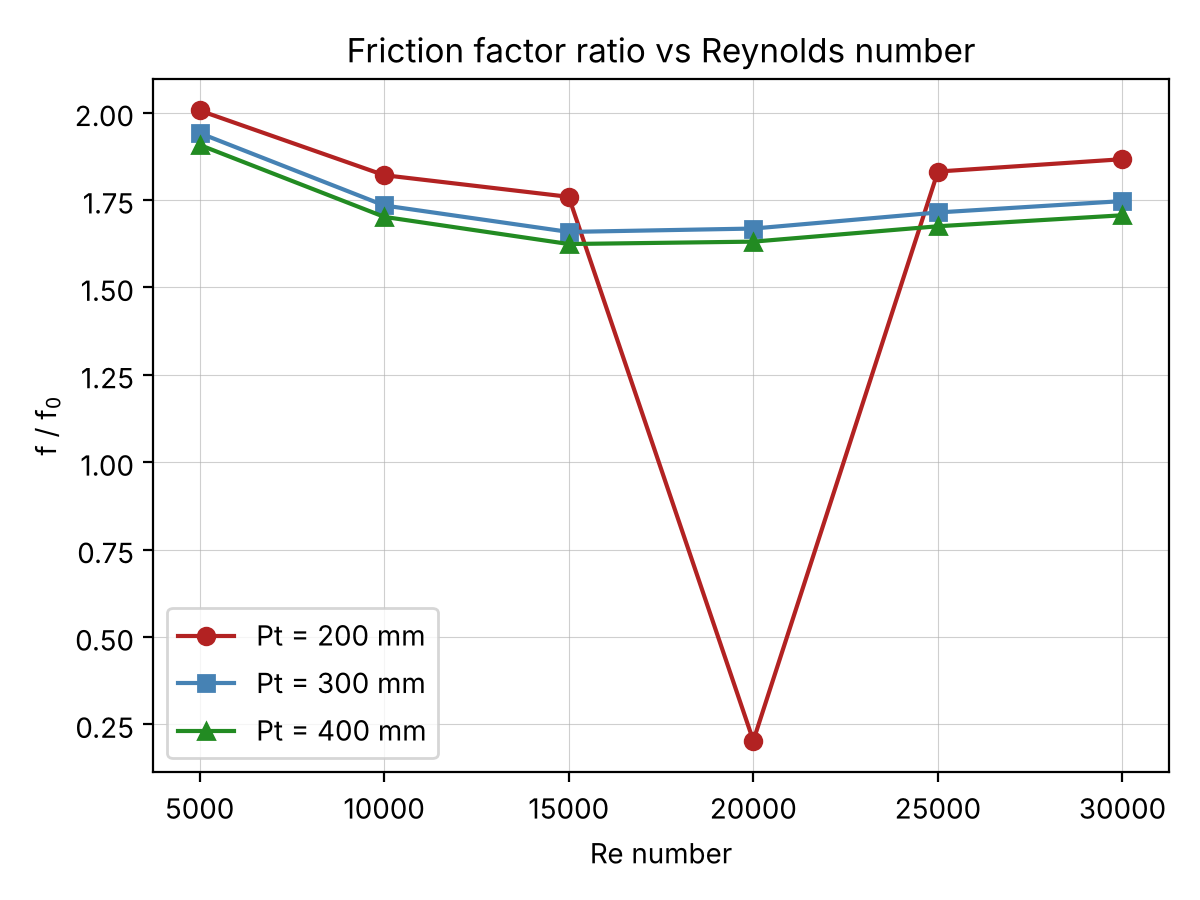 Friction factor ratio vs Reynolds number
2.00
1.75
1.50
1.25
1.00
0.75
0.50
0.25
f / f₀
Pt = 200 mm
Pt = 300 mm
Pt = 400 mm
5000 10000 15000 20000 25000 30000
Re number